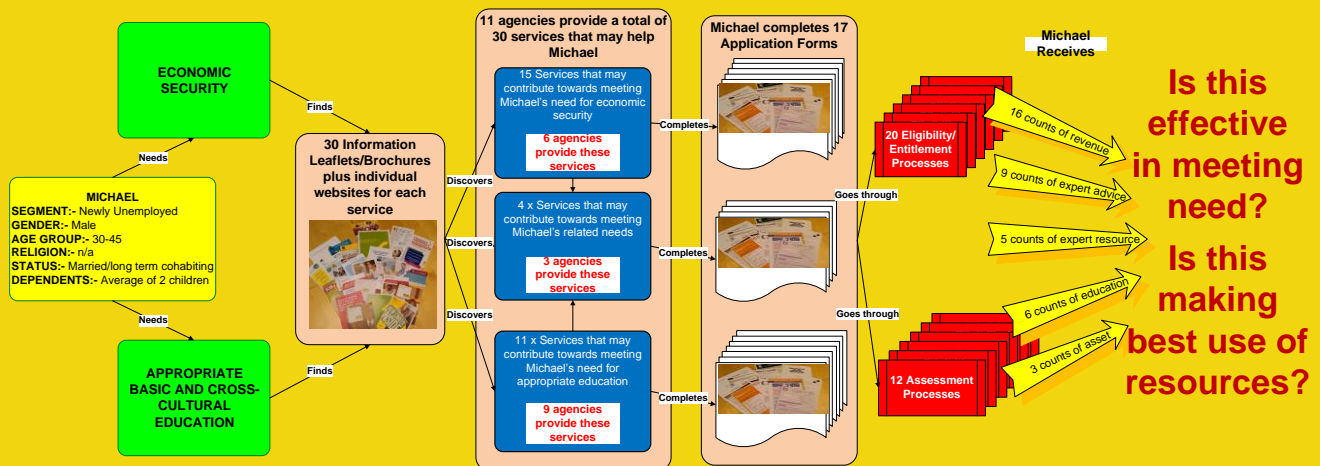 ECONOMIC
SECURITY
Needs
MICHAEL
SEGMENT:- Newly Unemployed
GENDER:- Male
AGE GROUP:- 30-45
RELIGION:- n/a
STATUS:- Married/long term cohabiting
DEPENDENTS:- Average of 2 children
Needs
APPROPRIATE
BASIC AND CROSS-
CULTURAL
EDUCATION
Finds
Finds
30 Information
Leaflets/Brochures
plus individual
websites for each
service
Discovers
Discovers
Discovers
11 agencies provide a total of
30 services that may help
Michael
15 Services that may
contribute towards meeting
Michael's need for economic
security
6 agencies
provide these
services
4 x Services that may
contribute towards meeting
Michael's related needs
3 agencies
provide these
services
11 x Services that may
contribute towards meeting
Michael's need for
appropriate education
9 agencies
provide these
services
Completes
Completes
Completes
Michael completes 17
Application Forms
Goes through
Goes through
20 Eligibility/
Entitlement
Processes
12 Assessment
Processes
Michael
Receives
16 counts of revenue
9 counts of expert advice
5 counts of expert resource
6 counts of education
3 counts of asset
Is this
effective
in meeting
need?
Is this
making
best use of
resources?